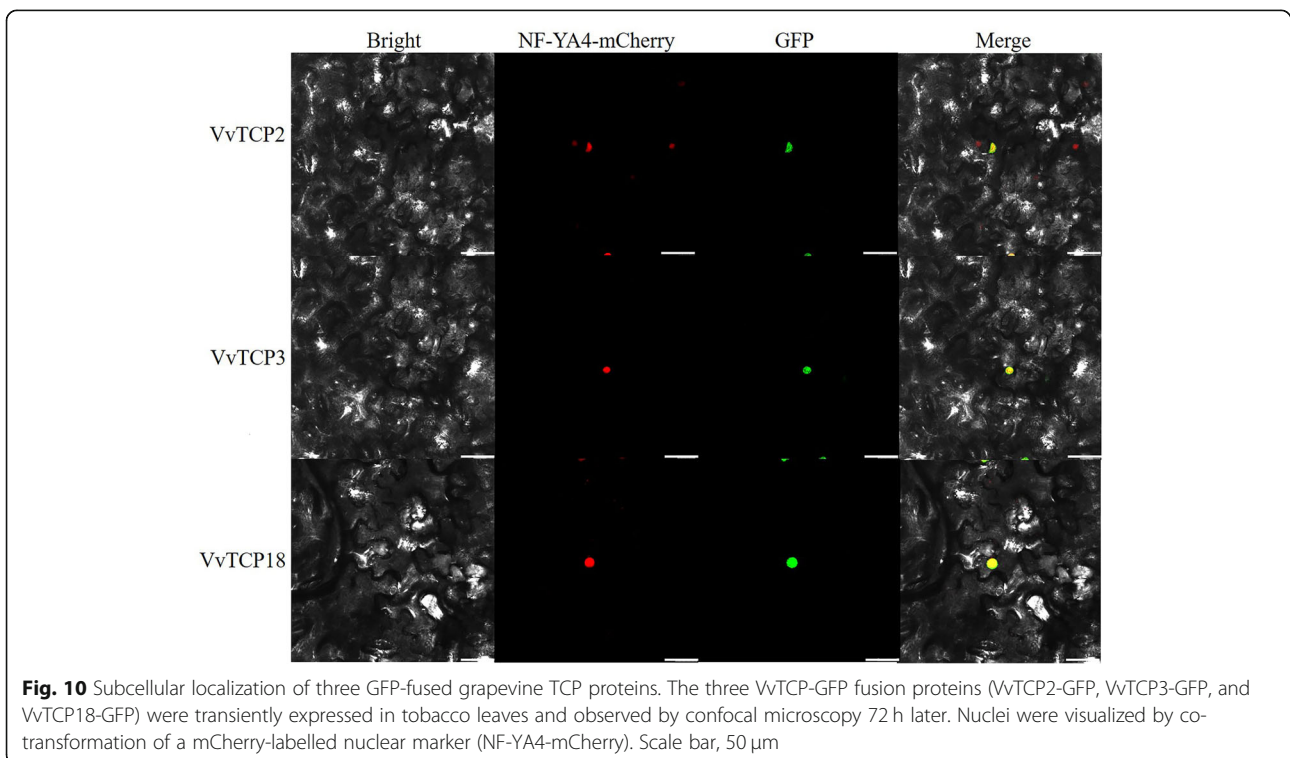 Bright NF-YA4-mCherry GFP Merge
VvTCP2
VvTCP3
VvTCP18
Fig. 10 Subcellular localization of three GFP-fused grapevine TCP proteins. The three VvTCP-GFP fusion proteins (VvTCP2-GFP, VvTCP3-GFP, and
VvTCP18-GFP) were transiently expressed in tobacco leaves and observed by confocal microscopy 72 h later. Nuclei were visualized by co-
transformation of a mCherry-labelled nuclear marker (NF-YA4-mCherry). Scale bar, 50 μm